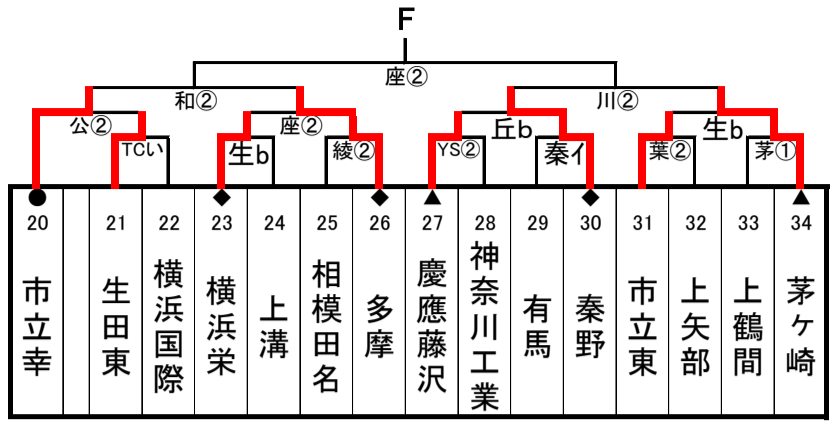 F
座②
和② 川②
公② 座② 丘b 生b
TCい 生b 綾② YS② 秦イ 葉② 茅①
● ◆ ◆ ▲ ◆ ▲
20 21 22 23 24 25 26 27 28 29 30 31 32 33 34
市立幸
生田東
横浜国際
横浜栄
上溝
相模田名
多摩
慶應藤沢
神奈川工業
有馬
秦野
市立東
上矢部
上鶴間
茅ケ崎